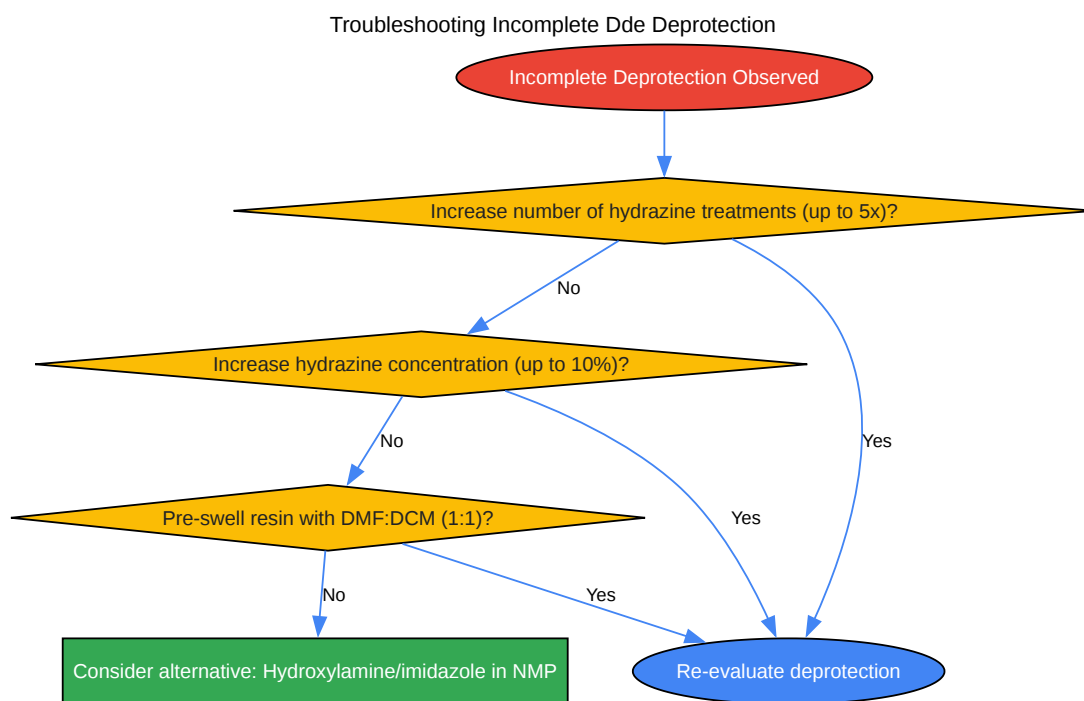 Troubleshooting Incomplete Dde Deprotection
Incomplete Deprotection Observed
Increase number of hydrazine treatments (up to 5x)?
No
Increase hydrazine concentration (up to 10%)?
No
Yes
Pre-swell resin with DMF:DCM (1:1)?
Yes
No
Yes
Consider alternative: Hydroxylamine/imidazole in NMP
Re-evaluate deprotection